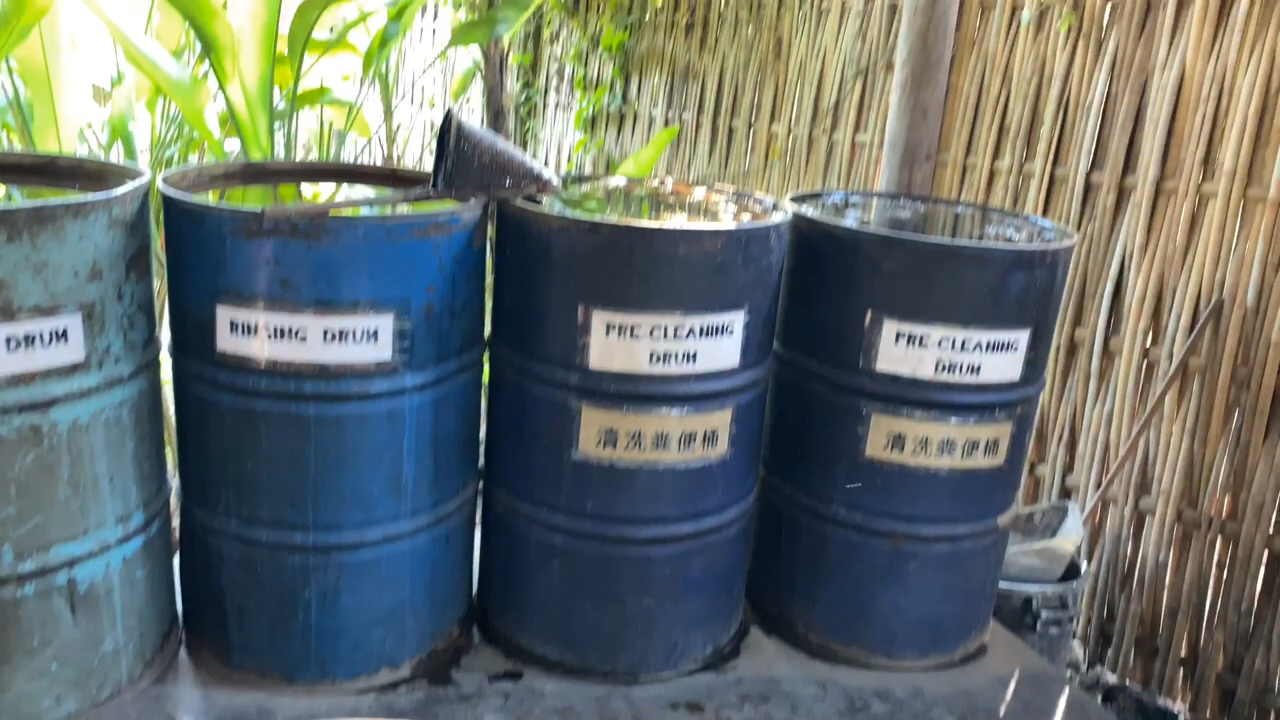 DRUM
RINSING DRUM
PRE-CLEANING
DRUM
清洗粪便桶
PRE-CLEANING
DRUM
清洗粪便桶